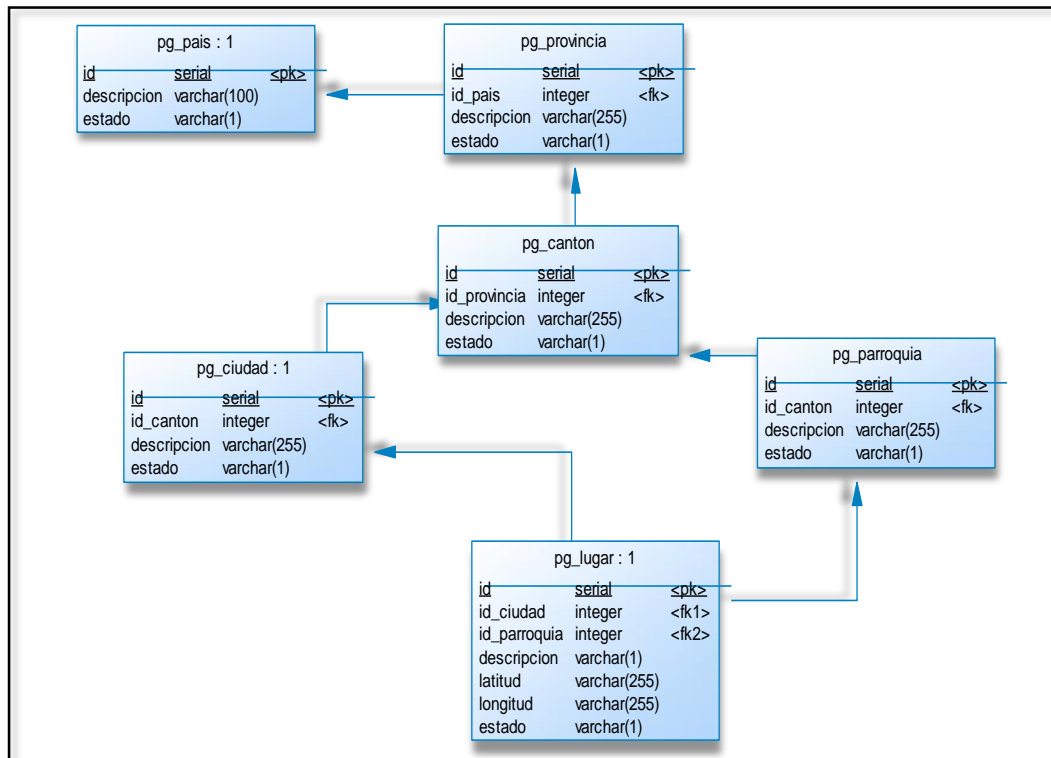 pg_pais : 1
id serial <pk>
descripcion varchar(100)
estado varchar(1)
pg_provincia
id serial <pk>
id_pais integer <fk>
descripcion varchar(255)
estado varchar(1)
pg_canton
id serial <pk>
id_provincia integer <fk>
descripcion varchar(255)
estado varchar(1)
pg_ciudad : 1
id serial <pk>
id_canton integer <fk>
descripcion varchar(255)
estado varchar(1)
pg_parroquia
id serial <pk>
id_canton integer <fk>
descripcion varchar(255)
estado varchar(1)
pg_lugar : 1
id serial <pk>
id_ciudad integer <fk1>
id_parroquia integer <fk2>
descripcion varchar(1)
latitud varchar(255)
longitud varchar(255)
estado varchar(1)